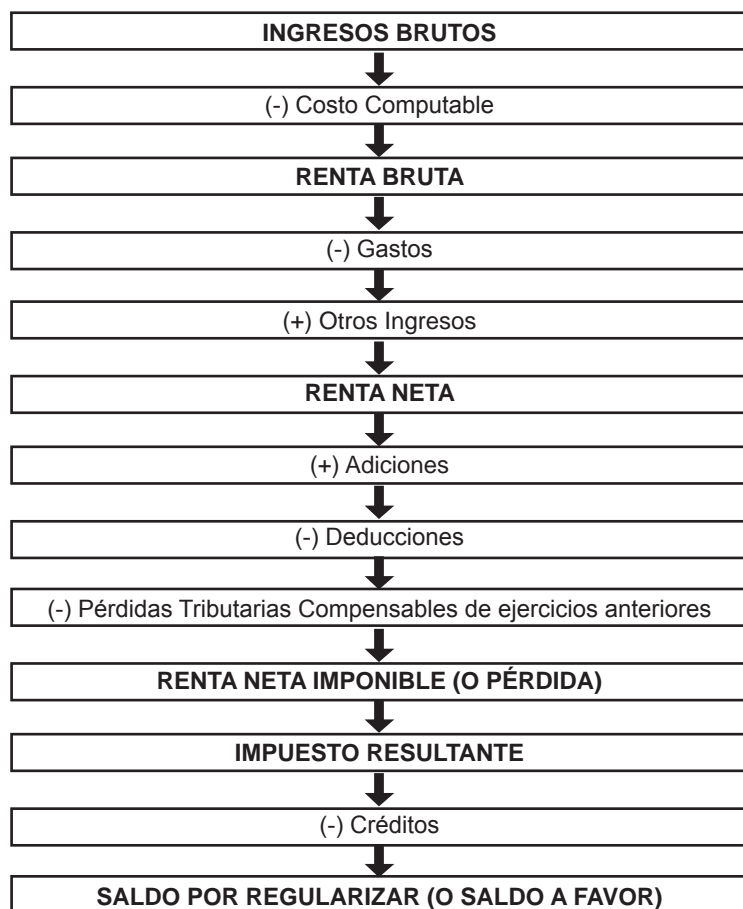 INGRESOS BRUTOS
(-) Costo Computable
RENTA BRUTA
(-) Gastos
(+) Otros Ingresos
RENTA NETA
(+) Adiciones
(-) Deducciones
(-) Pérdidas Tributarias Compensables de ejercicios anteriores
RENTA NETA IMPONIBLE (O PÉRDIDA)
IMPUESTO RESULTANTE
(-) Créditos
SALDO POR REGULARIZAR (O SALDO A FAVOR)